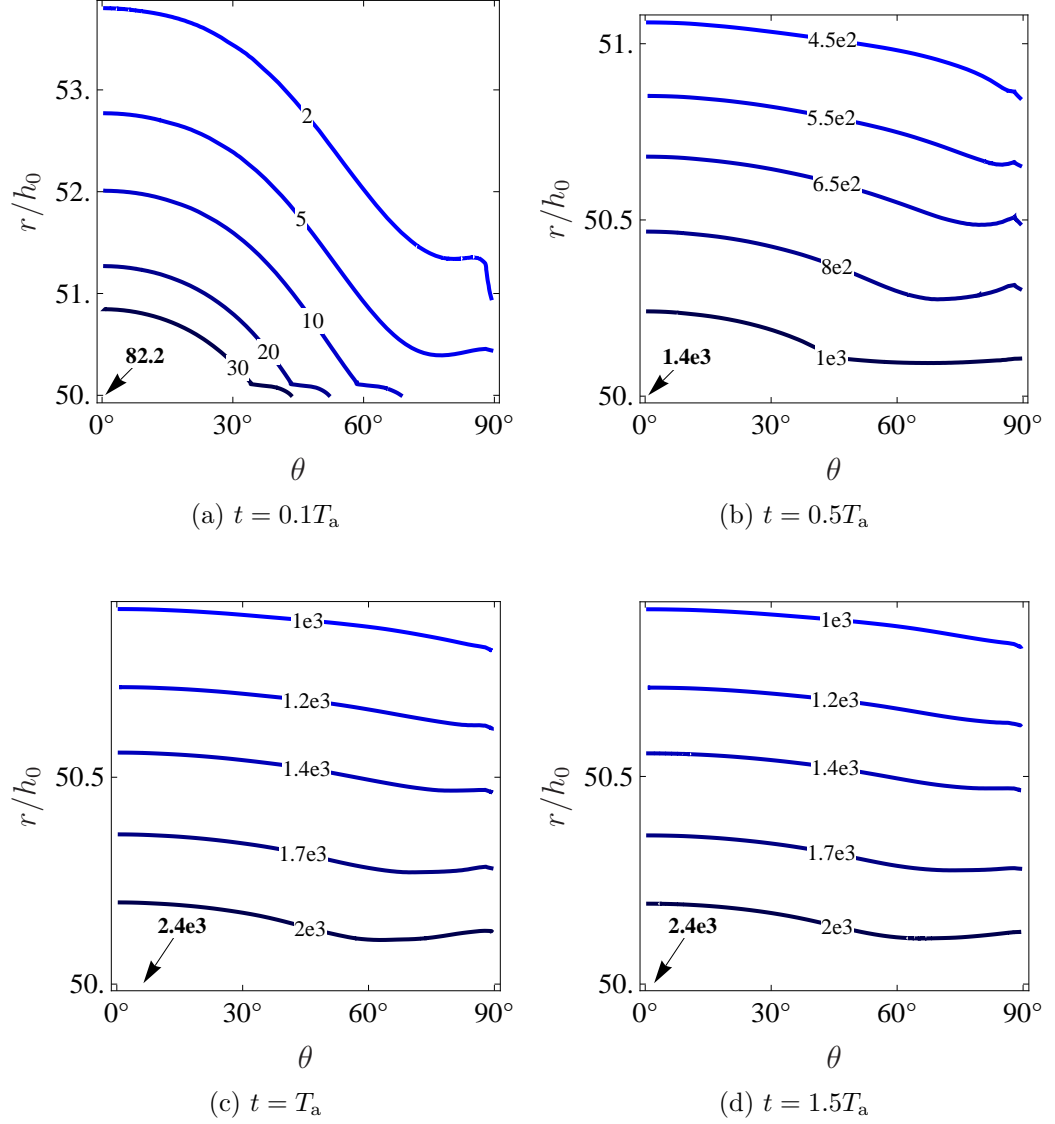 53.
52.
51.
50.
r/h₀
2
5
10
20
30
82.2
0° 30° 60° 90°
θ
(a) t = 0.1Tₐ
51.
50.5
50.
r/h₀
4.5e2
5.5e2
6.5e2
8e2
1e3
1.4e3
0° 30° 60° 90°
θ
(b) t = 0.5Tₐ
50.5
50.
r/h₀
1e3
1.2e3
1.4e3
1.7e3
2e3
2.4e3
0° 30° 60° 90°
θ
(c) t = Tₐ
50.5
50.
r/h₀
1e3
1.2e3
1.4e3
1.7e3
2e3
2.4e3
0° 30° 60° 90°
θ
(d) t = 1.5Tₐ